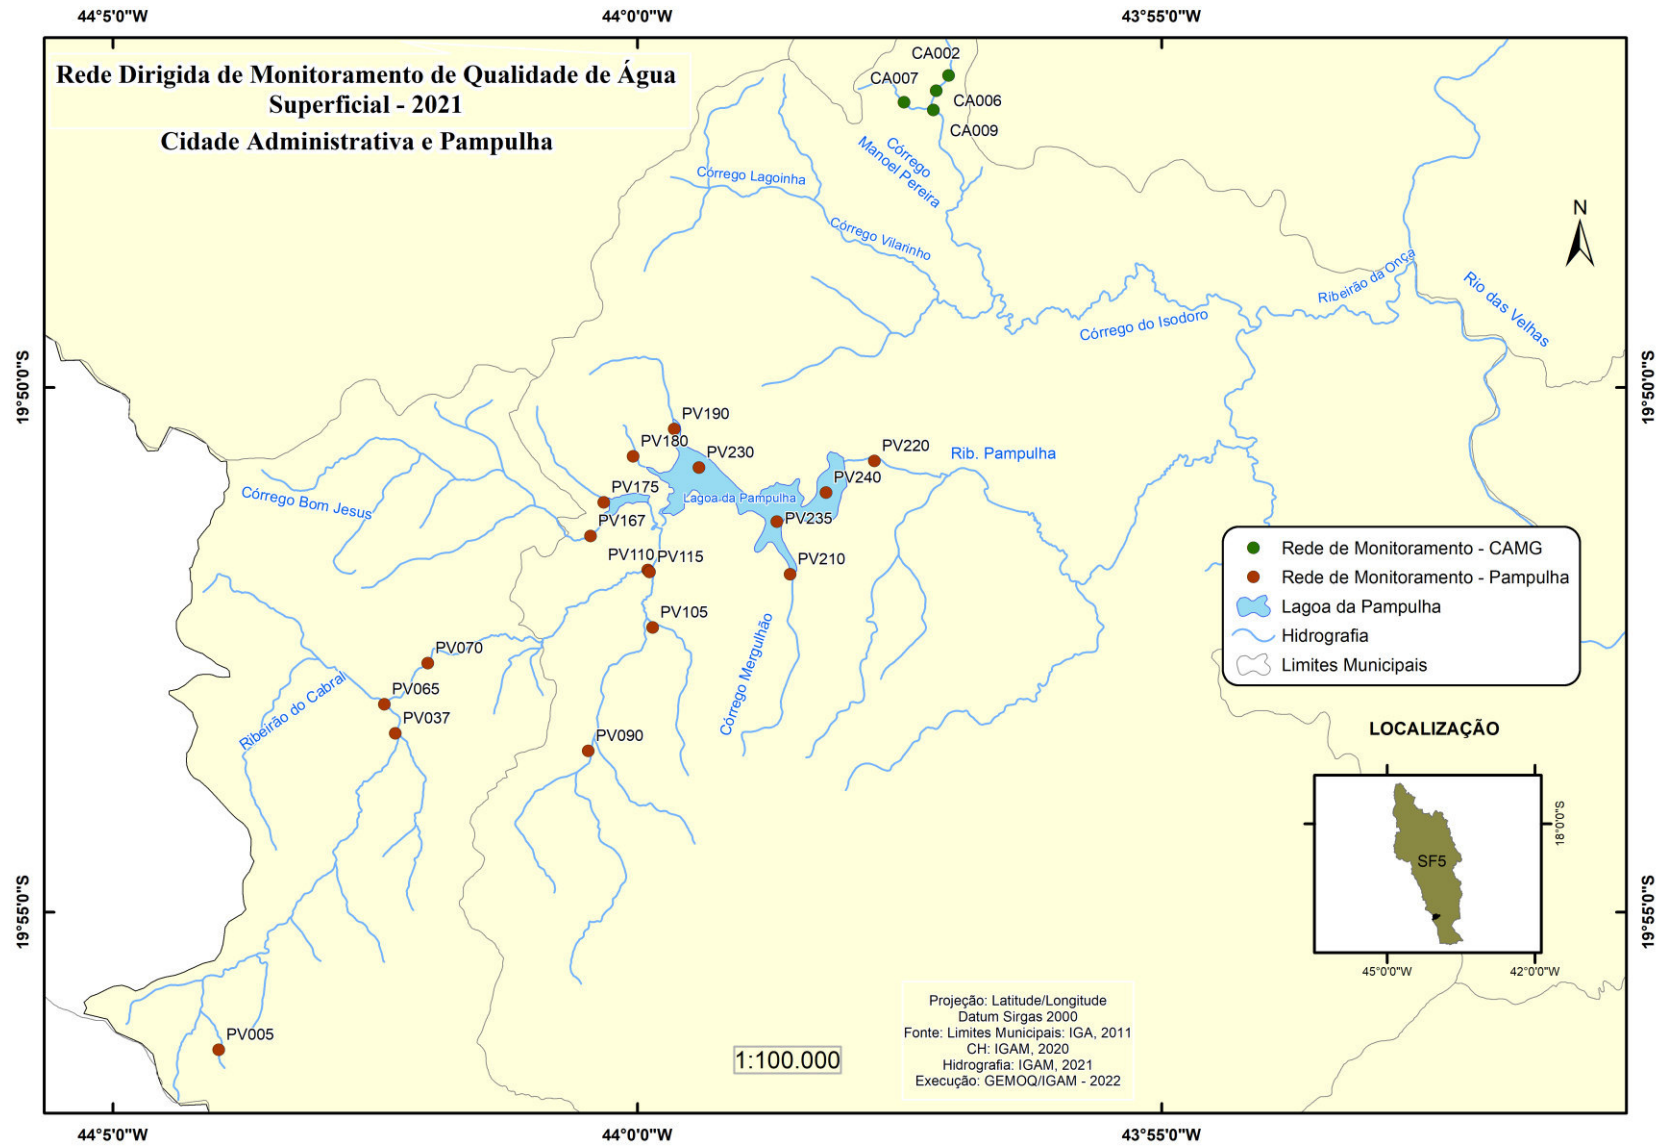 44°5'0"W
44°0'0"W
43°55'0"W
Rede Dirigida de Monitoramento de Qualidade de Água
Superficial - 2021
Cidade Administrativa e Pampulha
CA002
CA007
CA006
CA009
Córrego
Manoel Pereira
Córrego Lagoinha
Córrego Vilarinho
N
Ribeirão da Onça
Rio das Velhas
Córrego do Isodoro
19°50'0"S
19°50'0"S
PV190
PV180
PV230
PV220
Rib. Pampulha
PV240
PV175
Lagoa da Pampulha
Córrego Bom Jesus
PV167
PV235
PV110
PV115
PV210
PV105
Córrego Mergulhão
PV070
PV065
Ribeirão do Cabral
PV037
PV090
PV005
Rede de Monitoramento - CAMG
Rede de Monitoramento - Pampulha
Lagoa da Pampulha
Hidrografia
Limites Municipais
LOCALIZAÇÃO
SF5
18°0'0"S
45°0'0"W
42°0'0"W
19°55'0"S
19°55'0"S
Projeção: Latitude/Longitude
Datum Sirgas 2000
Fonte: Limites Municipais: IGA, 2011
CH: IGAM, 2020
Hidrografia: IGAM, 2021
Execução: GEMOQ/IGAM - 2022
1:100.000
44°5'0"W
44°0'0"W
43°55'0"W